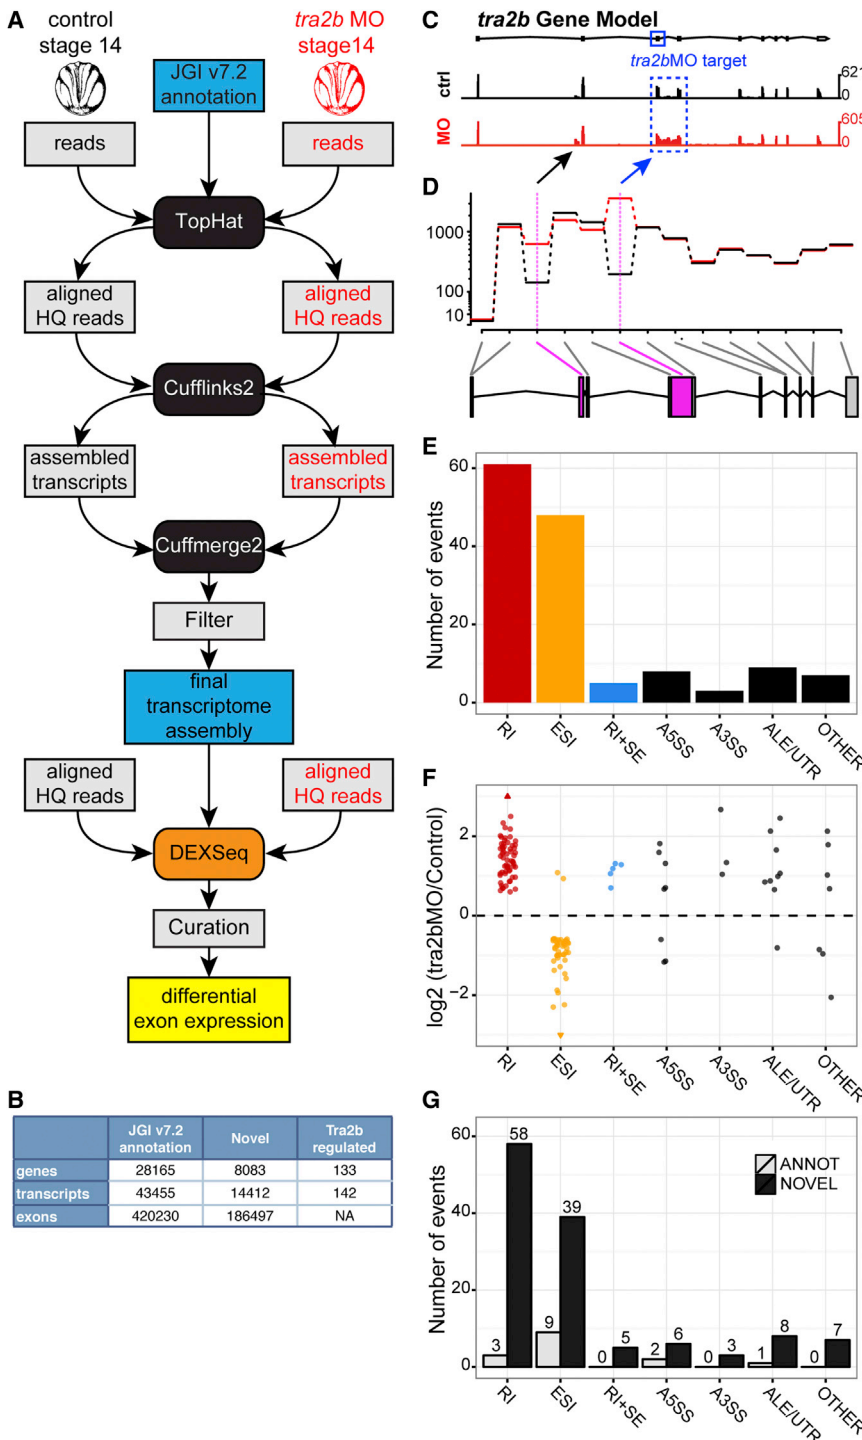 A
control
stage 14
tra2b MO
stage14
JGI v7.2
annotation
reads
reads
TopHat
aligned
HQ reads
aligned
HQ reads
Cufflinks2
assembled
transcripts
assembled
transcripts
Cuffmerge2
Filter
final
transcriptome
assembly
aligned
HQ reads
aligned
HQ reads
DEXSeq
Curation
differential
exon expression
B
JGI v7.2
annotation
Novel
Tra2b
regulated
genes 28165 8083 133
transcripts 43455 14412 142
exons 420230 186497 NA
C
tra2b Gene Model
tra2bMO target
ctrl
621
0
MO
605
0
D
1000
100
10
E
Number of events
60
40
20
0
RI
ESI
RI+SE
A5SS
A3SS
ALE/UTR
OTHER
F
log2 (tra2bMO/Control)
2
0
−2
RI
ESI
RI+SE
A5SS
A3SS
ALE/UTR
OTHER
G
Number of events
60
40
20
0
ANNOT
NOVEL
3
58
9
39
0
5
2
6
0
3
1
8
0
7
RI
ESI
RI+SE
A5SS
A3SS
ALE/UTR
OTHER